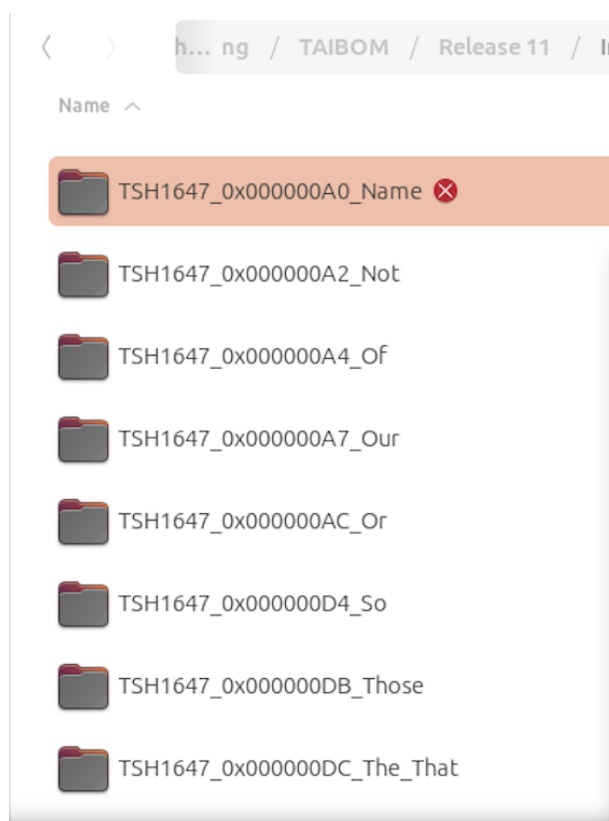 h... ng / TAIBOM / Release 11 /
Name
TSH1647_0x000000A0_Name
TSH1647_0x000000A2_Not
TSH1647_0x000000A4_Of
TSH1647_0x000000A7_Our
TSH1647_0x000000AC_Or
TSH1647_0x000000D4_So
TSH1647_0x000000DB_Those
TSH1647_0x000000DC_The_That